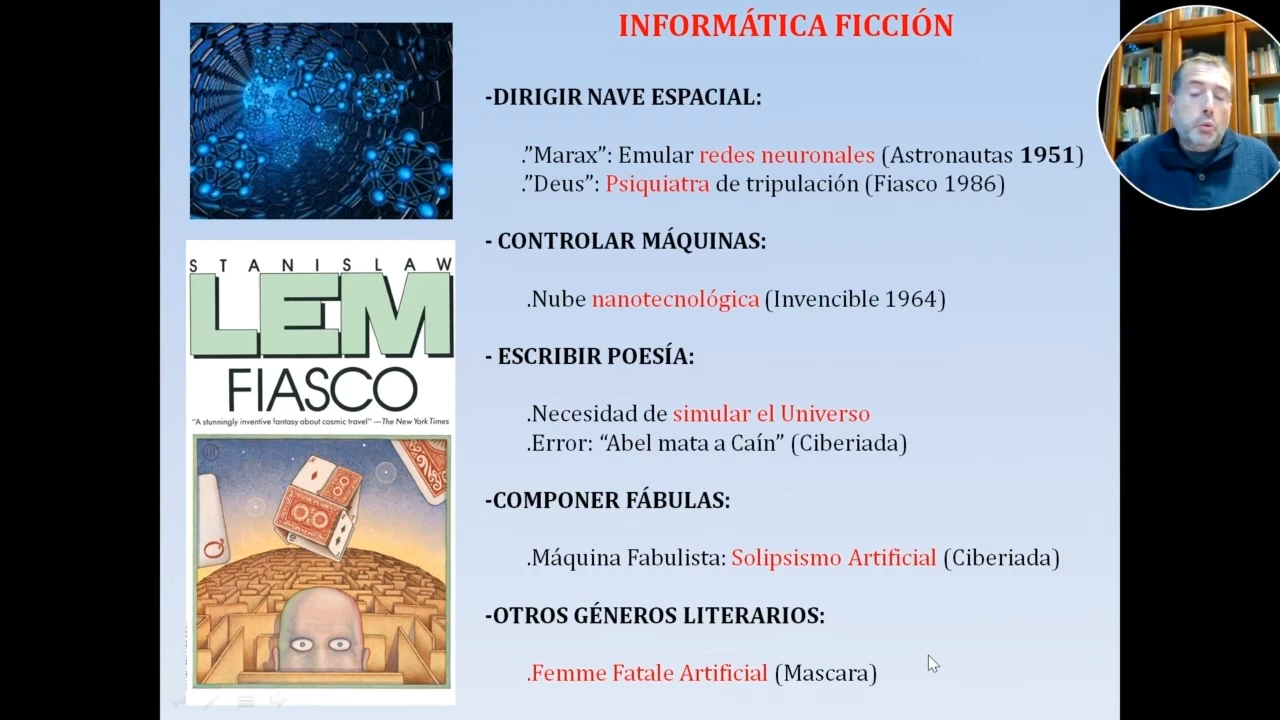 INFORMÁTICA FICCIÓN
-DIRIGIR NAVE ESPACIAL:
.”Marax”: Emular redes neuronales (Astronautas 1951)
.”Deus”: Psiquiatra de tripulación (Fiasco 1986)
- CONTROLAR MÁQUINAS:
.Nube nanotecnológica (Invencible 1964)
- ESCRIBIR POESÍA:
.Necesidad de simular el Universo
.Error: “Abel mata a Caín” (Ciberiada)
-COMPONER FÁBULAS:
.Máquina Fabulista: Solipsismo Artificial (Ciberiada)
-OTROS GÉNEROS LITERARIOS:
.Femme Fatale Artificial (Mascara)
STANISLAW
LEM
FIASCO
"A stunningly inventive fantasy about cosmic travel" —The New York Times
A
Q